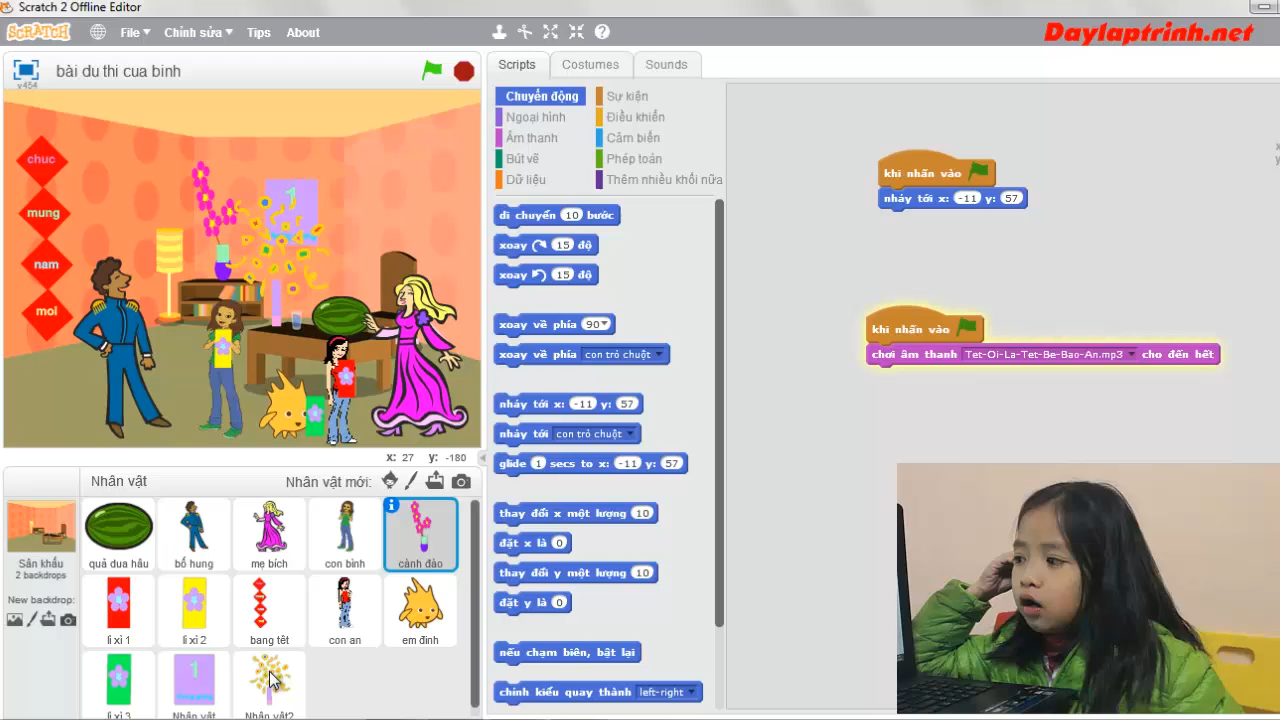 Scratch 2 Offline Editor
SCRATCH File Chỉnh sửa Tips About
Daylaptrinh.net
bài du thi cua binh
v454
chuc
mung
nam
moi
1
x: 27 y: -180
Nhân vật Nhân vật mới:
Sân khấu
2 backdrops
New backdrop:
quả dua hâu bố hung mẹ bích con bình cành đào
lì xì 1 lì xì 2 bang têt con an em đinh
lì xì 3 Nhân vật Nhân vật2
1
Scripts Costumes Sounds
Chuyển động Sự kiện
Ngoại hình Điều khiển
Âm thanh Cảm biến
Bút vẽ Phép toán
Dữ liệu Thêm nhiều khối nữa
di chuyển 10 bước
xoay 15 độ
xoay 15 độ
xoay về phía 90
xoay về phía con trỏ chuột
nhảy tới x: -11 y: 57
nhảy tới con trỏ chuột
glide 1 secs to x: -11 y: 57
thay đổi x một lượng 10
đặt x là 0
thay đổi y một lượng 10
đặt y là 0
nếu chạm biên, bật lại
chỉnh kiểu quay thành left-right
khi nhấn vào
nhảy tới x: -11 y: 57
khi nhấn vào
chơi âm thanh Tet-Oi-La-Tet-Be-Bao-An.mp3 cho đến hết
x
y